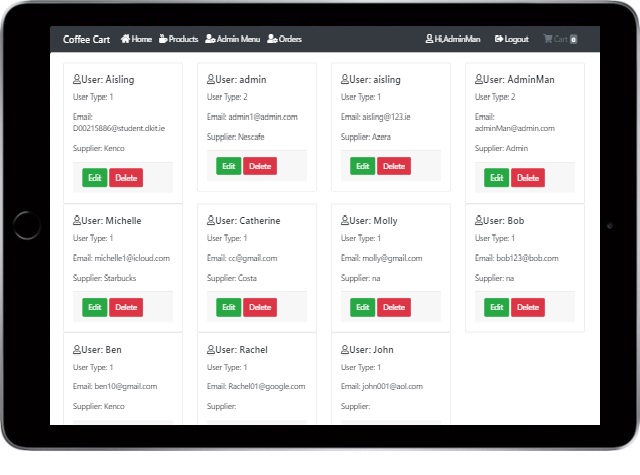 Coffee Cart Home Products Admin Menu Orders Hi,AdminMan Logout Cart 0
User: Aisling
User Type: 1
Email:
D00215886@student.dkit.ie
Supplier: Kenco
Edit Delete
User: admin
User Type: 2
Email: admin1@admin.com
Supplier: Nescafe
Edit Delete
User: aisling
User Type: 1
Email: aisling@123.ie
Supplier: Azera
Edit Delete
User: AdminMan
User Type: 2
Email:
adminMan@admin.com
Supplier: Admin
Edit Delete
User: Michelle
User Type: 1
Email: michelle1@icloud.com
Supplier: Starbucks
Edit Delete
User: Catherine
User Type: 1
Email: cc@gmail.com
Supplier: Costa
Edit Delete
User: Molly
User Type: 1
Email: molly@gmail.com
Supplier: na
Edit Delete
User: Bob
User Type: 1
Email: bob123@bob.com
Supplier: na
Edit Delete
User: Ben
User Type: 1
Email: ben10@gmail.com
Supplier: Kenco
User: Rachel
User Type: 1
Email: Rachel01@google.com
Supplier:
User: John
User Type: 1
Email: john001@aol.com
Supplier: